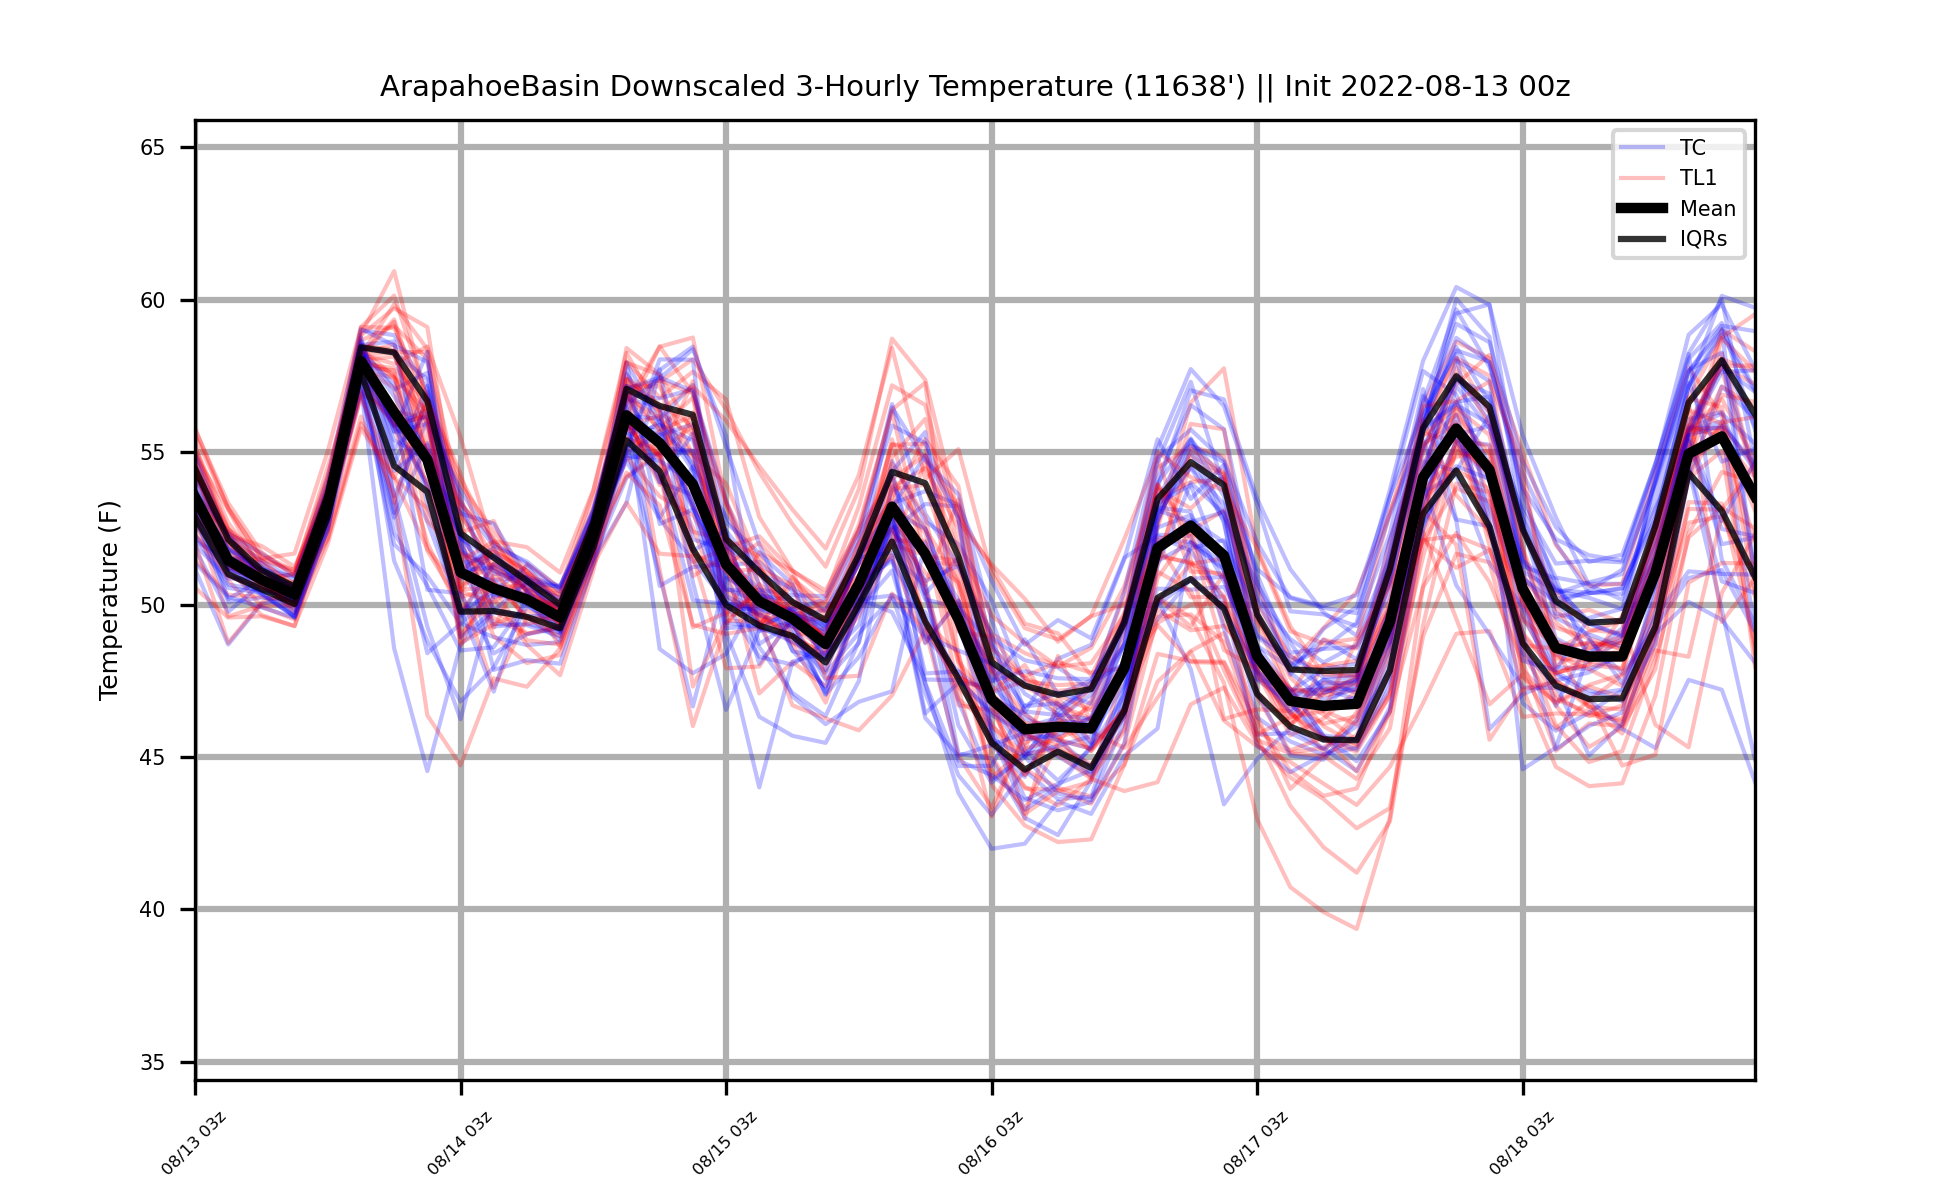 ArapahoeBasin Downscaled 3-Hourly Temperature (11638') || Init 2022-08-13 00z
TC
TL1
Mean
IQRs
Temperature (F)
65
60
55
50
45
40
35
08/13 03z
08/14 03z
08/15 03z
08/16 03z
08/17 03z
08/18 03z